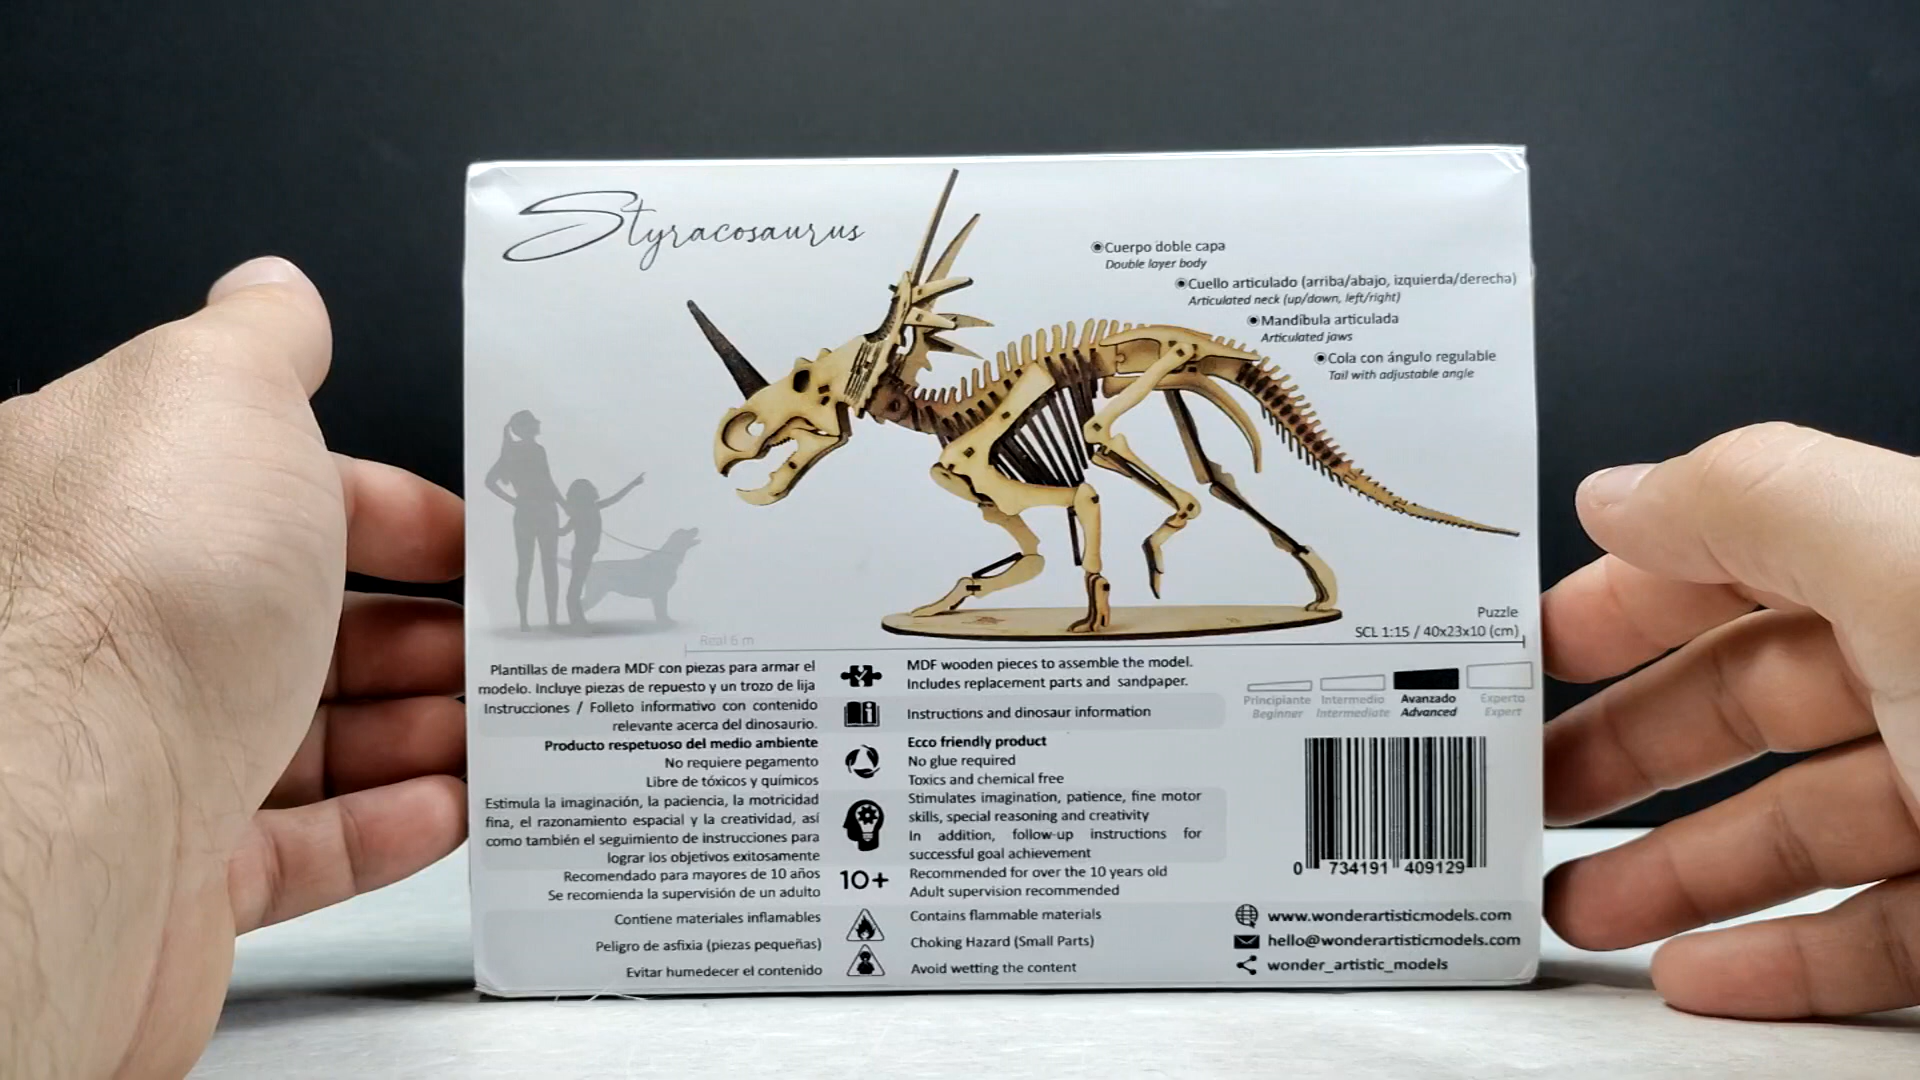 Styracosaurus
Cuerpo doble capa
Double layer body
Cuello articulado (arriba/abajo, izquierda/derecha)
Articulated neck (up/down, left/right)
Mandíbula articulada
Articulated jaws
Cola con ángulo regulable
Tail with adjustable angle
Real 6 m
Puzzle
SCL 1:15 / 40x23x10 (cm)
Plantillas de madera MDF con piezas para armar el
modelo. Incluye piezas de repuesto y un trozo de lija
Instrucciones / Folleto informativo con contenido
relevante acerca del dinosaurio.
Producto respetuoso del medio ambiente
No requiere pegamento
Libre de tóxicos y químicos
Estimula la imaginación, la paciencia, la motricidad
fina, el razonamiento espacial y la creatividad, así
como también el seguimiento de instrucciones para
lograr los objetivos exitosamente
Recomendado para mayores de 10 años
Se recomienda la supervisión de un adulto
Contiene materiales inflamables
Peligro de asfixia (piezas pequeñas)
Evitar humedecer el contenido
10+
MDF wooden pieces to assemble the model.
Includes replacement parts and sandpaper.
Instructions and dinosaur information
Ecco friendly product
No glue required
Toxics and chemical free
Stimulates imagination, patience, fine motor
skills, special reasoning and creativity
In addition, follow-up instructions for
successful goal achievement
Recommended for over the 10 years old
Adult supervision recommended
Contains flammable materials
Choking Hazard (Small Parts)
Avoid wetting the content
Principiante Intermedio Avanzado Experto
Beginner Intermediate Advanced Expert
0 734191 409129
www.wonderartisticmodels.com
hello@wonderartisticmodels.com
wonder_artistic_models